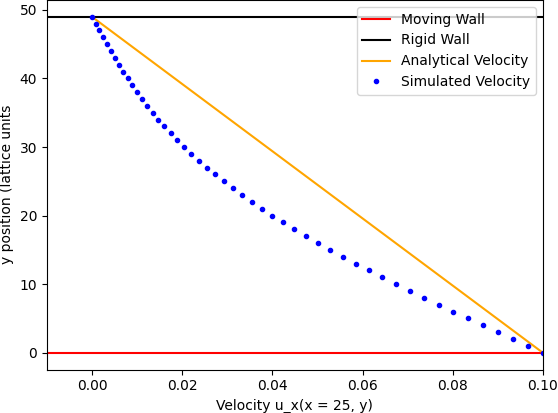 50
40
30
20
10
0
y position (lattice units
Moving Wall
Rigid Wall
Analytical Velocity
Simulated Velocity
0.00 0.02 0.04 0.06 0.08 0.10
Velocity u_x(x = 25, y)